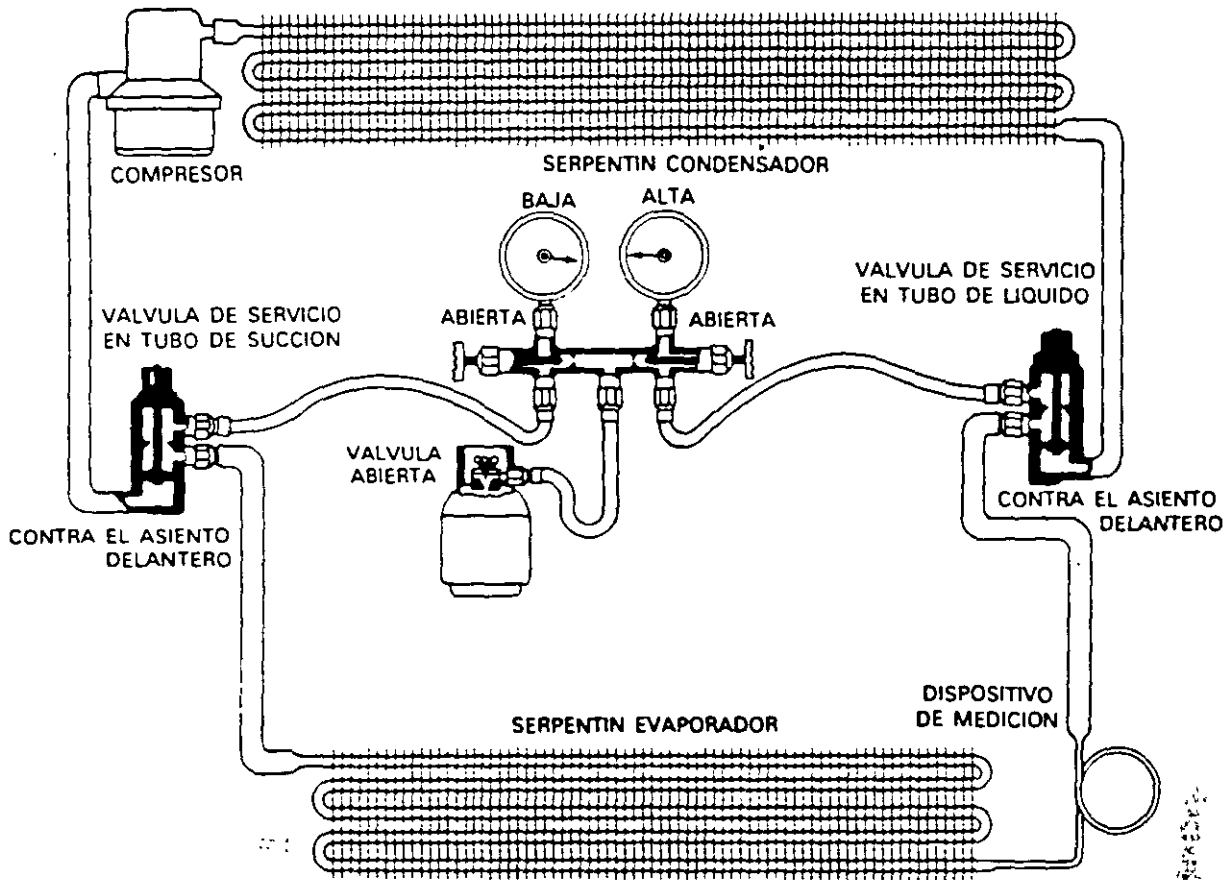 COMPRESOR
SERPENTIN CONDENSADOR
BAJA
ALTA
VALVULA DE SERVICIO
EN TUBO DE LIQUIDO
VALVULA DE SERVICIO
EN TUBO DE SUCCION
ABIERTA
ABIERTA
VALVULA
ABIERTA
CONTRA EL ASIENTO
DELANTERO
CONTRA EL ASIENTO
DELANTERO
DISPOSITIVO
DE MEDICION
SERPENTIN EVAPORADOR